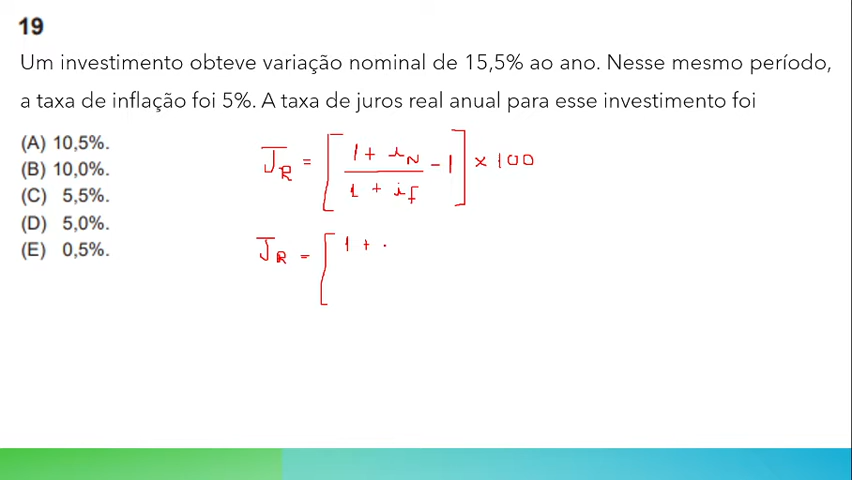 19
Um investimento obteve variação nominal de 15,5% ao ano. Nesse mesmo período,
a taxa de inflação foi 5%. A taxa de juros real anual para esse investimento foi
(A) 10,5%.
(B) 10,0%.
(C) 5,5%.
(D) 5,0%.
(E) 0,5%.
J_R = [ (1 + i_N) / (1 + i_f) - 1 ] × 100
J_R = [ 1 + .